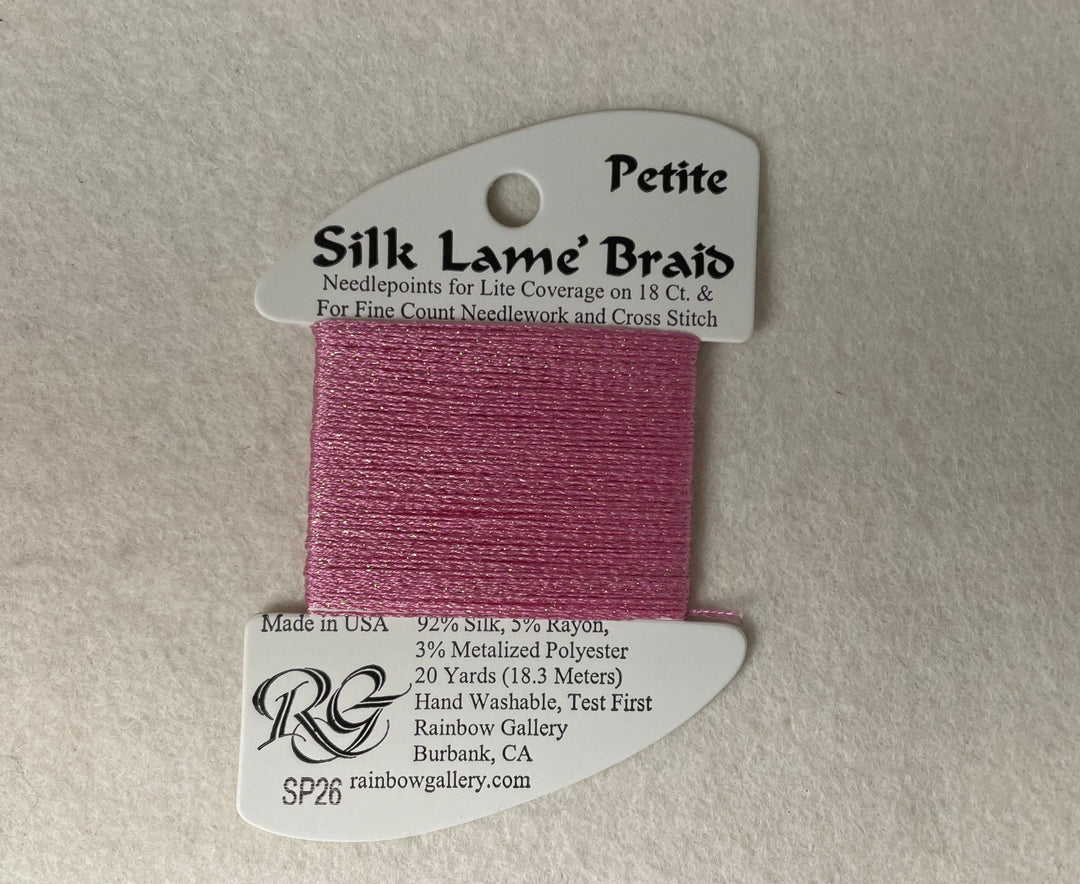 Petite
Silk Lame' Braid
Needlepoints for Lite Coverage on 18 Ct. &
For Fine Count Needlework and Cross Stitch
Made in USA
92% Silk, 5% Rayon,
3% Metalized Polyester
20 Yards (18.3 Meters)
Hand Washable, Test First
Rainbow Gallery
Burbank, CA
rainbowgallery.com
RG
SP26